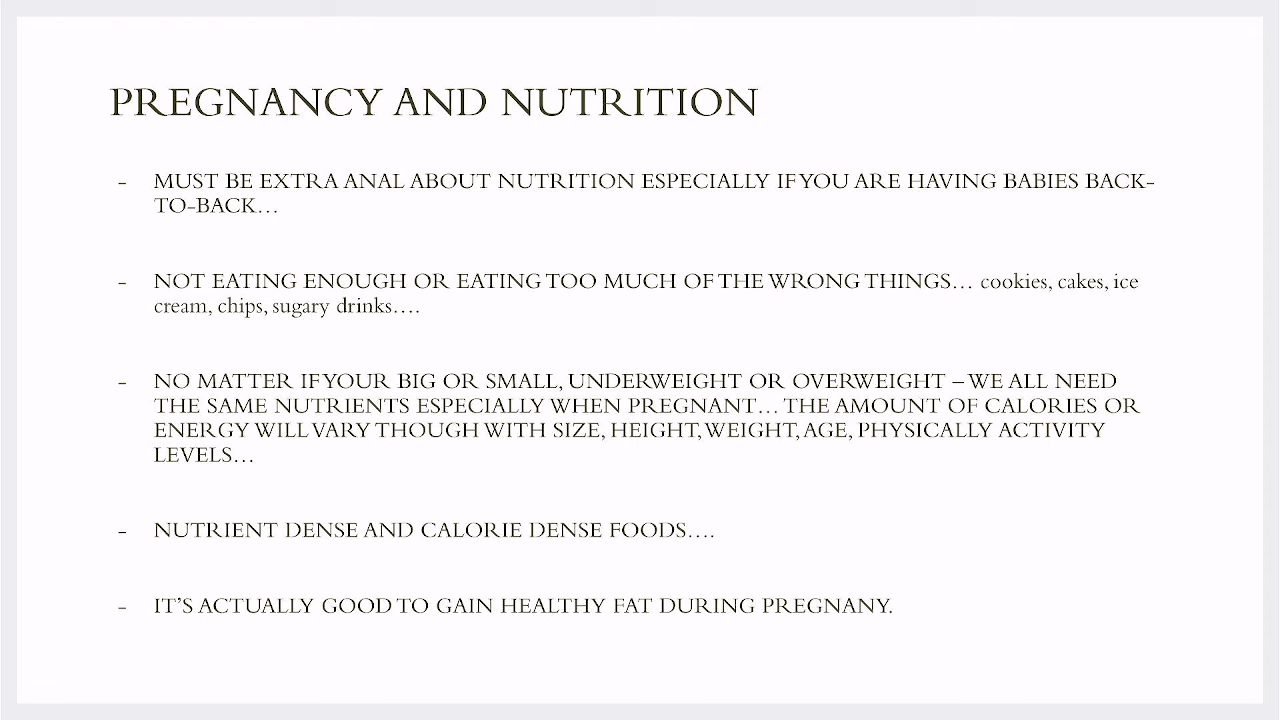 PREGNANCY AND NUTRITION
- MUST BE EXTRA ANAL ABOUT NUTRITION ESPECIALLY IF YOU ARE HAVING BABIES BACK-
TO-BACK…
- NOT EATING ENOUGH OR EATING TOO MUCH OF THE WRONG THINGS… cookies, cakes, ice
cream, chips, sugary drinks….
- NO MATTER IF YOUR BIG OR SMALL, UNDERWEIGHT OR OVERWEIGHT – WE ALL NEED
THE SAME NUTRIENTS ESPECIALLY WHEN PREGNANT… THE AMOUNT OF CALORIES OR
ENERGY WILL VARY THOUGH WITH SIZE, HEIGHT, WEIGHT, AGE, PHYSICALLY ACTIVITY
LEVELS…
- NUTRIENT DENSE AND CALORIE DENSE FOODS….
- IT'S ACTUALLY GOOD TO GAIN HEALTHY FAT DURING PREGNANY.